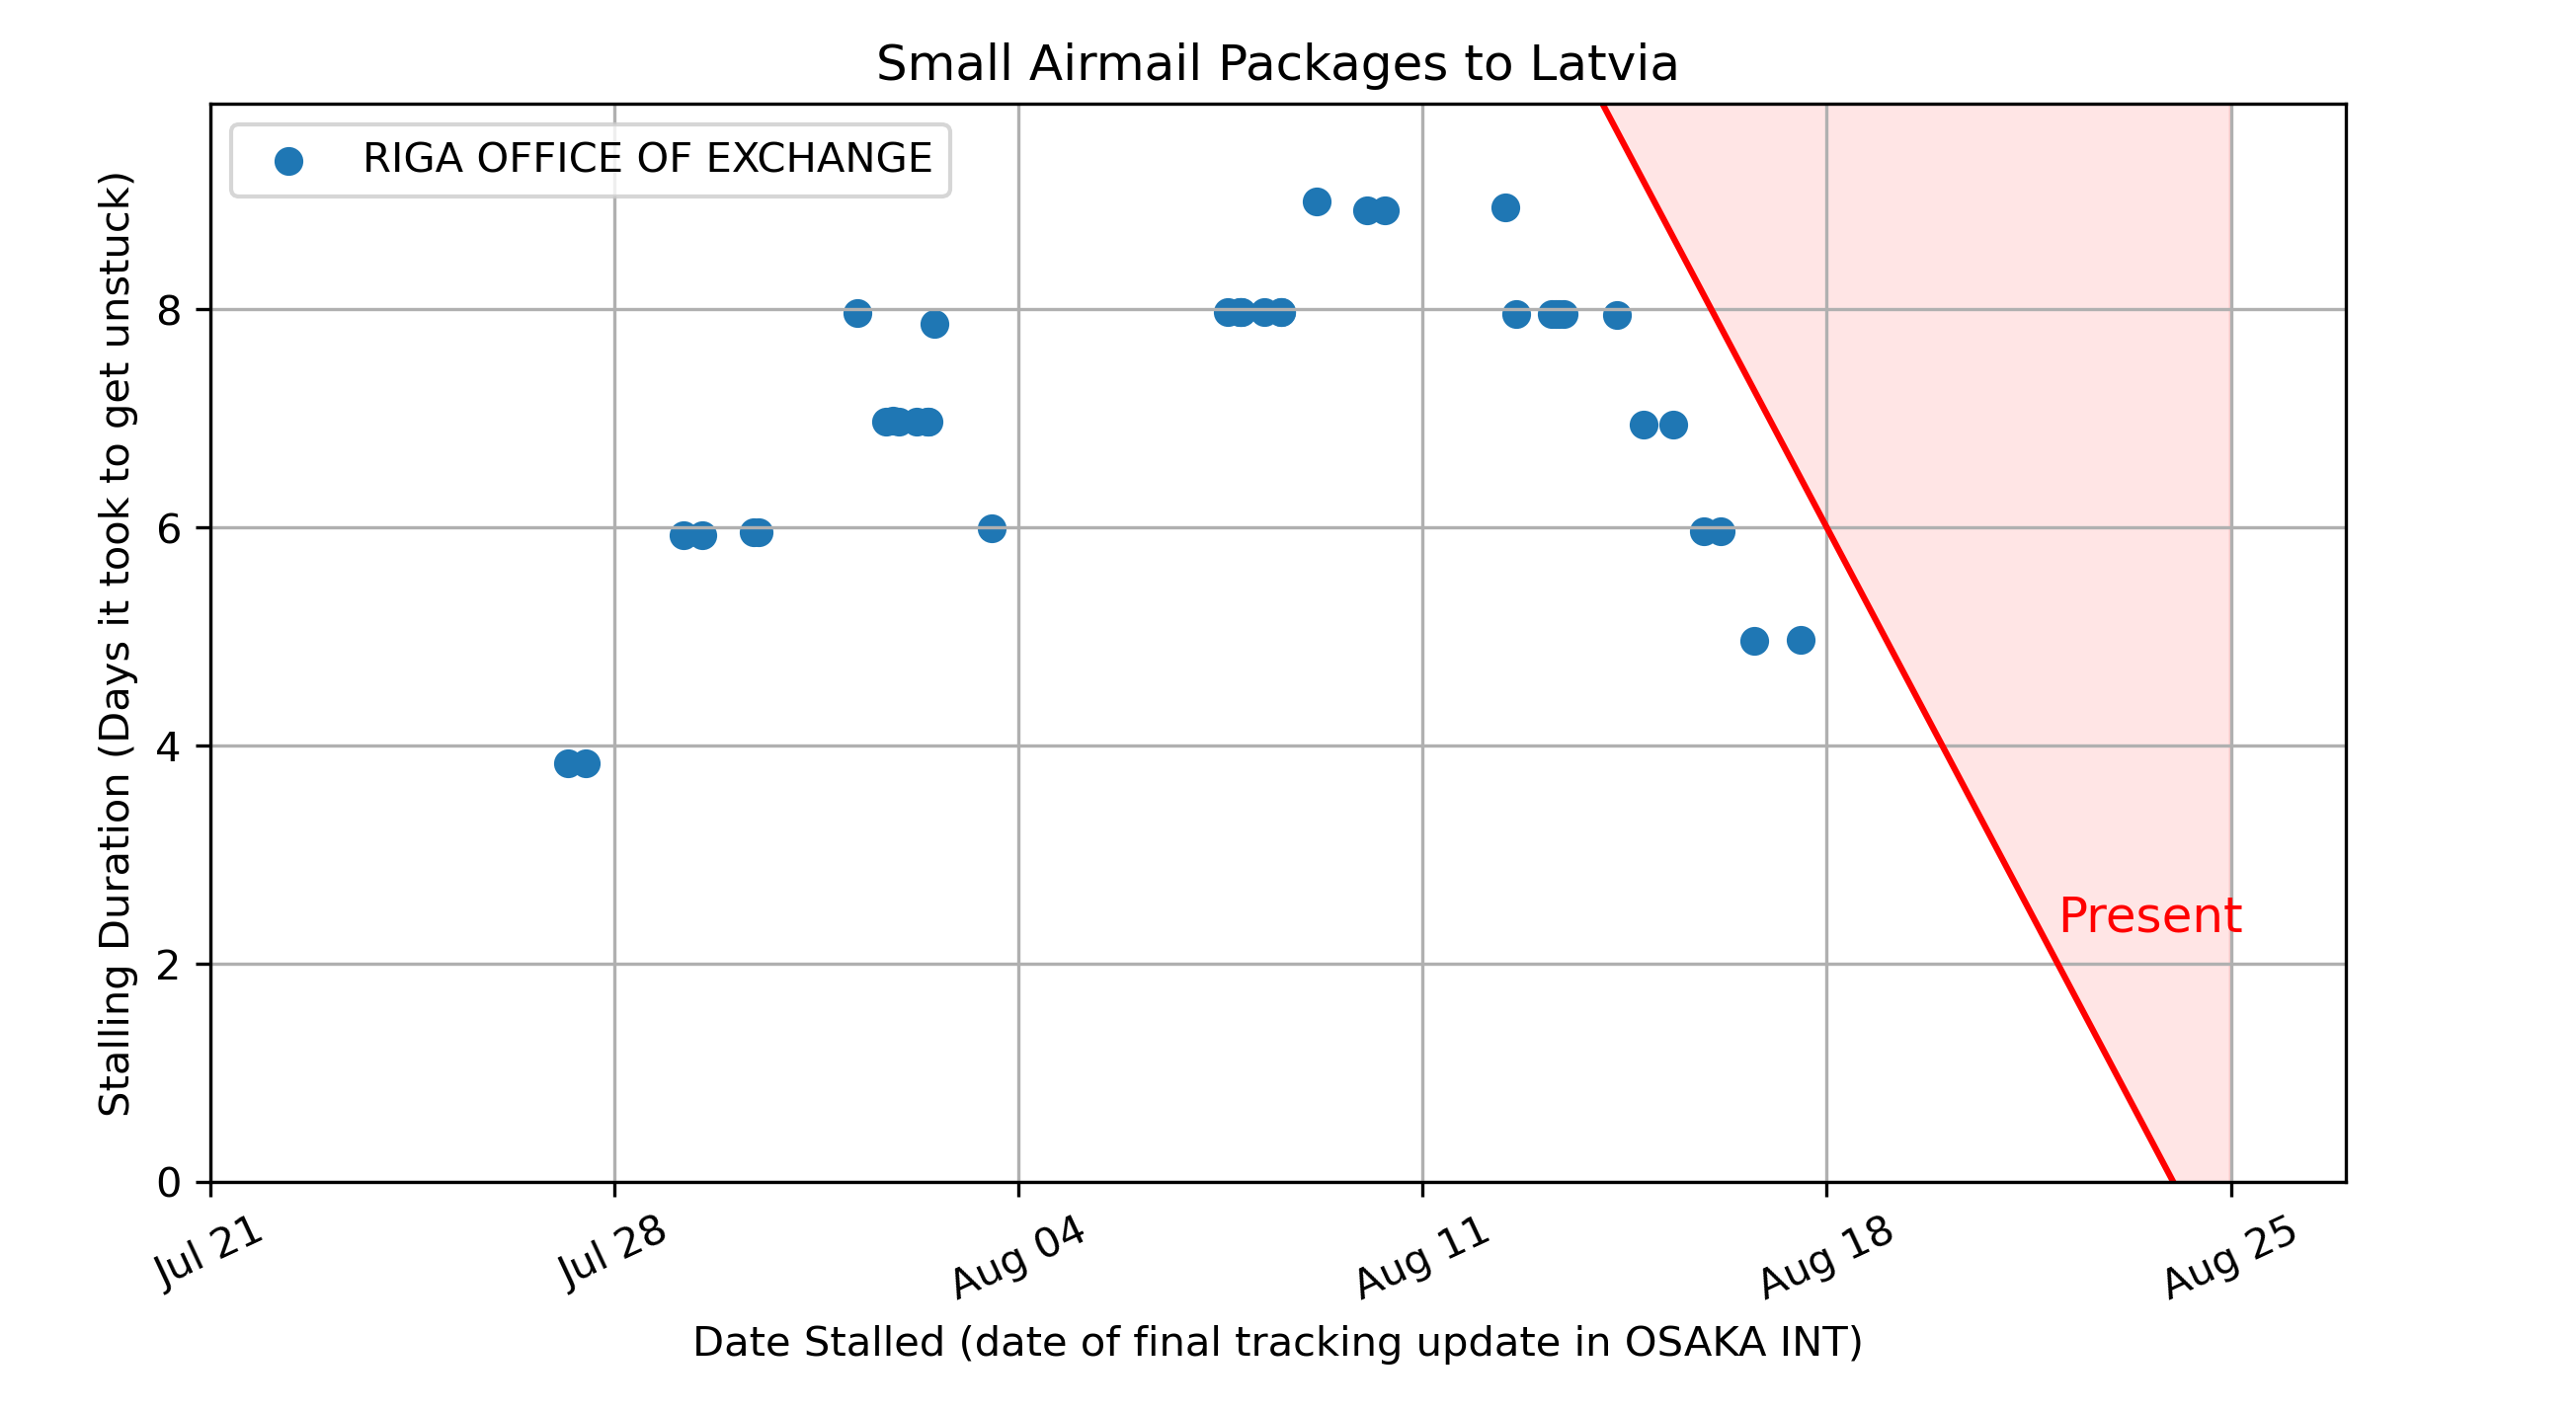 Small Airmail Packages to Latvia
RIGA OFFICE OF EXCHANGE
Stalling Duration (Days it took to get unstuck)
8
6
4
2
0
Present
Jul 21
Jul 28
Aug 04
Aug 11
Aug 18
Aug 25
Date Stalled (date of final tracking update in OSAKA INT)